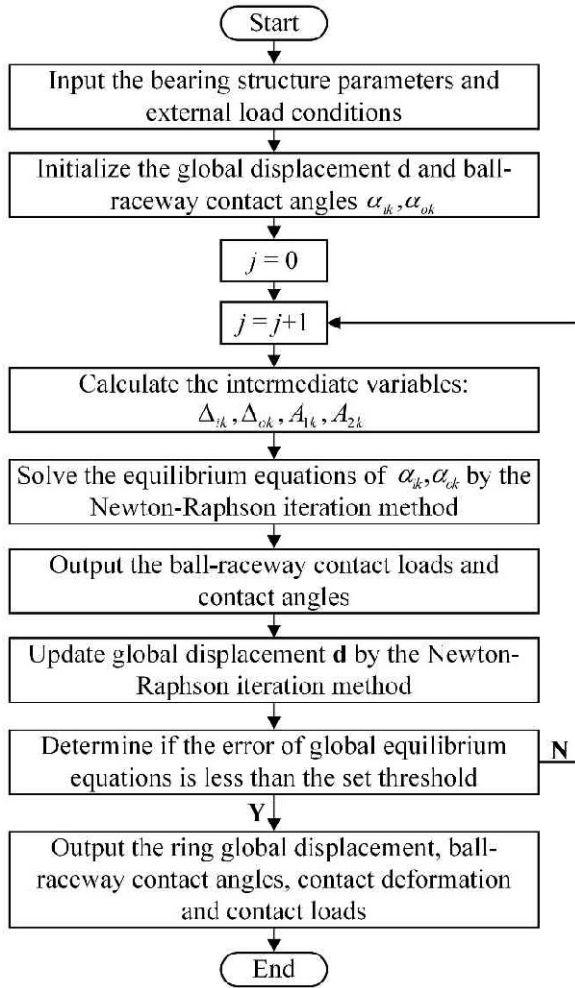 Start
Input the bearing structure parameters and
external load conditions
Initialize the global displacement d and ball-
raceway contact angles α_ik, α_ok
j = 0
j = j+1
Calculate the intermediate variables:
Δ_ik, Δ_ok, A_1k, A_2k
Solve the equilibrium equations of α_ik, α_ok by the
Newton-Raphson iteration method
Output the ball-raceway contact loads and
contact angles
Update global displacement d by the Newton-
Raphson iteration method
Determine if the error of global equilibrium
equations is less than the set threshold
N
Y
Output the ring global displacement, ball-
raceway contact angles, contact deformation
and contact loads
End